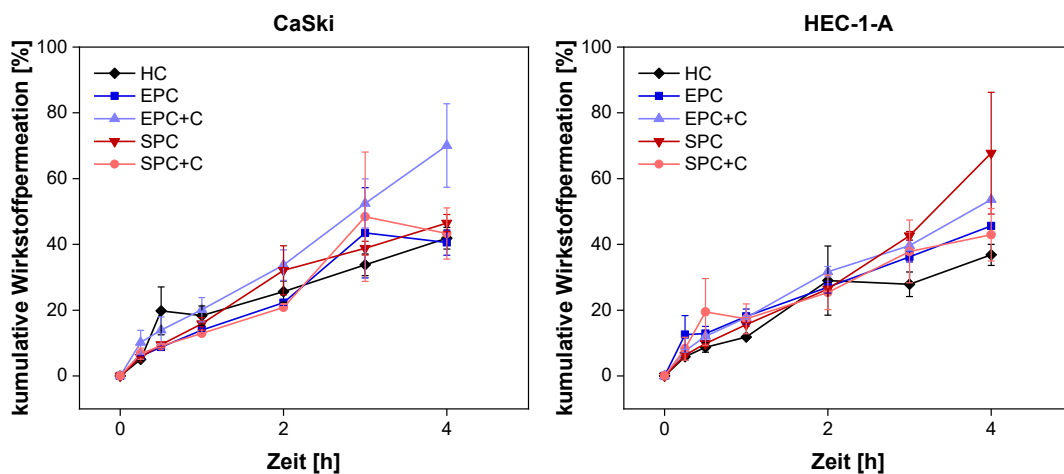 CaSki
kumulative Wirkstoffpermeation [%]
100
80
60
40
20
0
HC
EPC
EPC+C
SPC
SPC+C
0 2 4
Zeit [h]
HEC-1-A
kumulative Wirkstoffpermeation [%]
100
80
60
40
20
0
HC
EPC
EPC+C
SPC
SPC+C
0 2 4
Zeit [h]